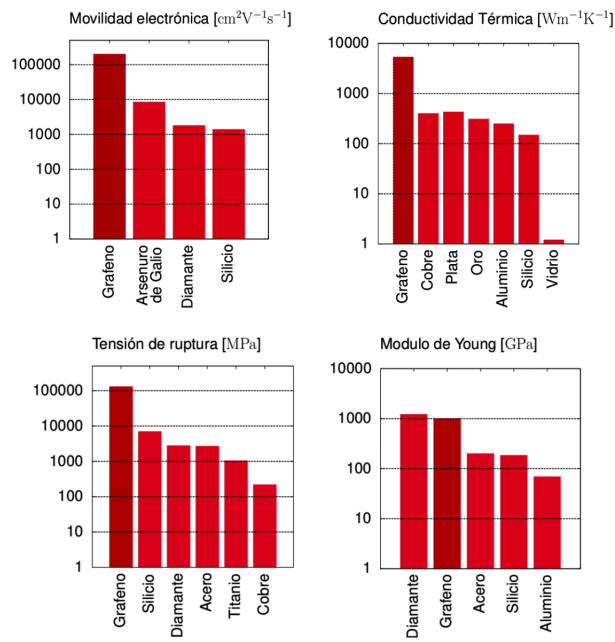 Movilidad electrónica [cm²V⁻¹s⁻¹]
100000
10000
1000
100
10
1
Grafeno
Arsenuro
de Galio
Diamante
Silicio
Conductividad Térmica [Wm⁻¹K⁻¹]
10000
1000
100
10
1
Grafeno
Cobre
Plata
Oro
Aluminio
Silicio
Vidrio
Tensión de ruptura [MPa]
100000
10000
1000
100
10
1
Grafeno
Silicio
Diamante
Acero
Titanio
Cobre
Modulo de Young [GPa]
10000
1000
100
10
1
Diamante
Grafeno
Acero
Silicio
Aluminio